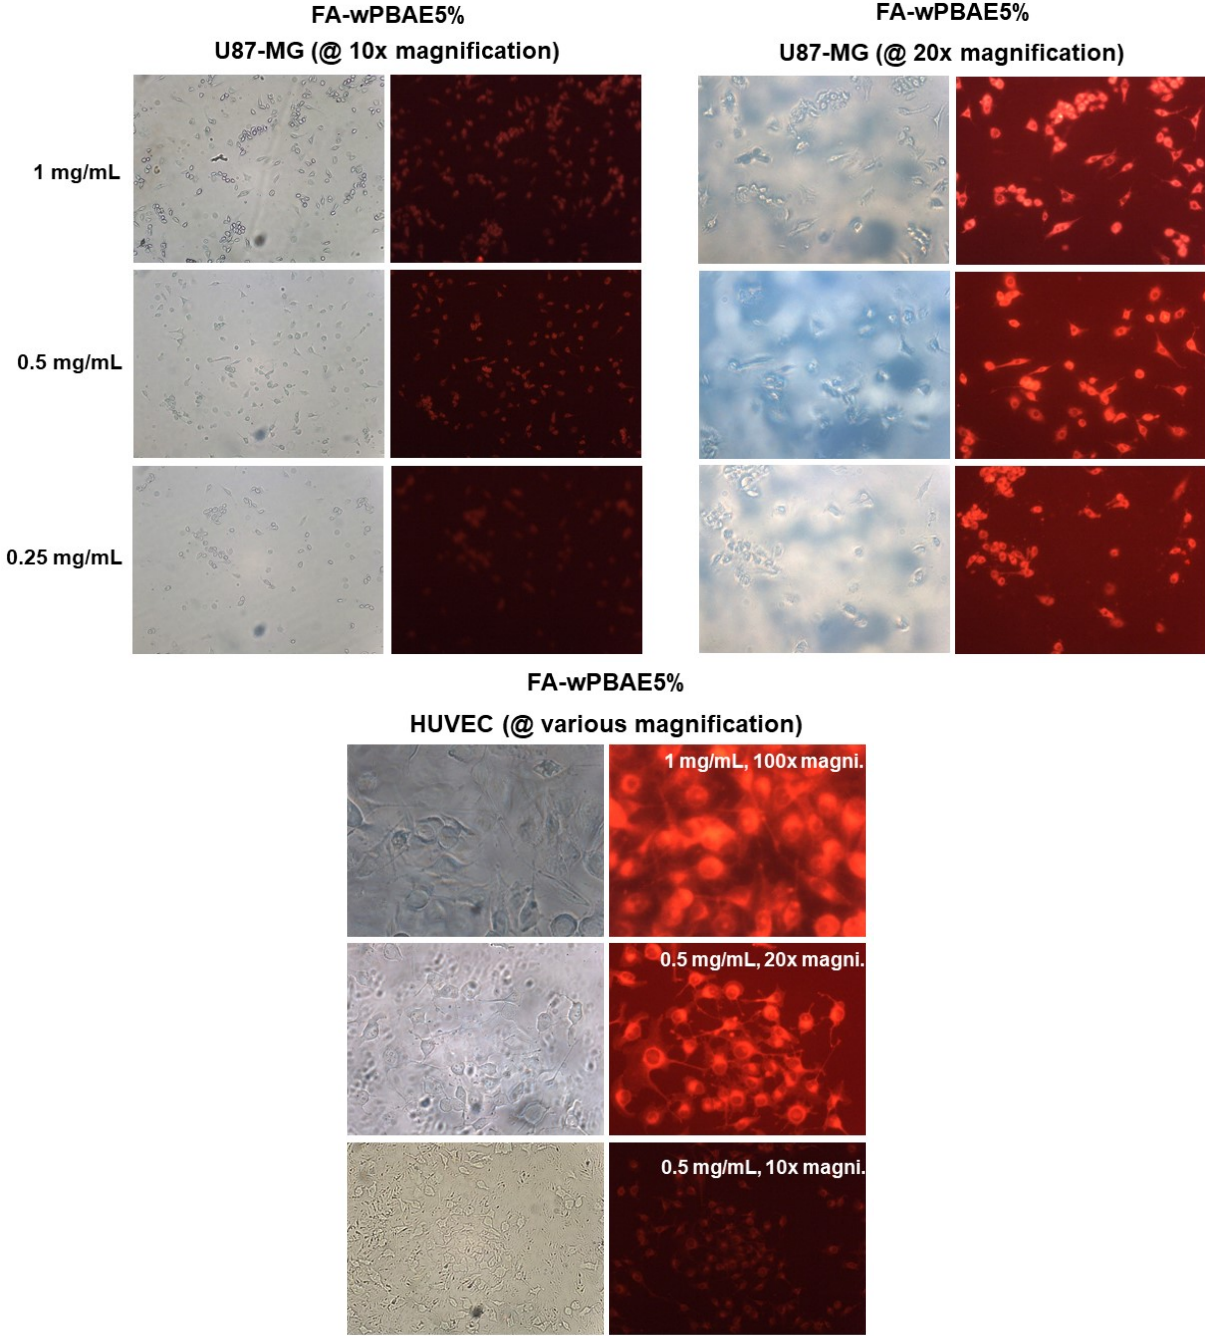 FA-wPBAE5%
U87-MG (@ 10x magnification)
1 mg/mL
0.5 mg/mL
0.25 mg/mL
FA-wPBAE5%
U87-MG (@ 20x magnification)
FA-wPBAE5%
HUVEC (@ various magnification)
1 mg/mL, 100x magni.
0.5 mg/mL, 20x magni.
0.5 mg/mL, 10x magni.